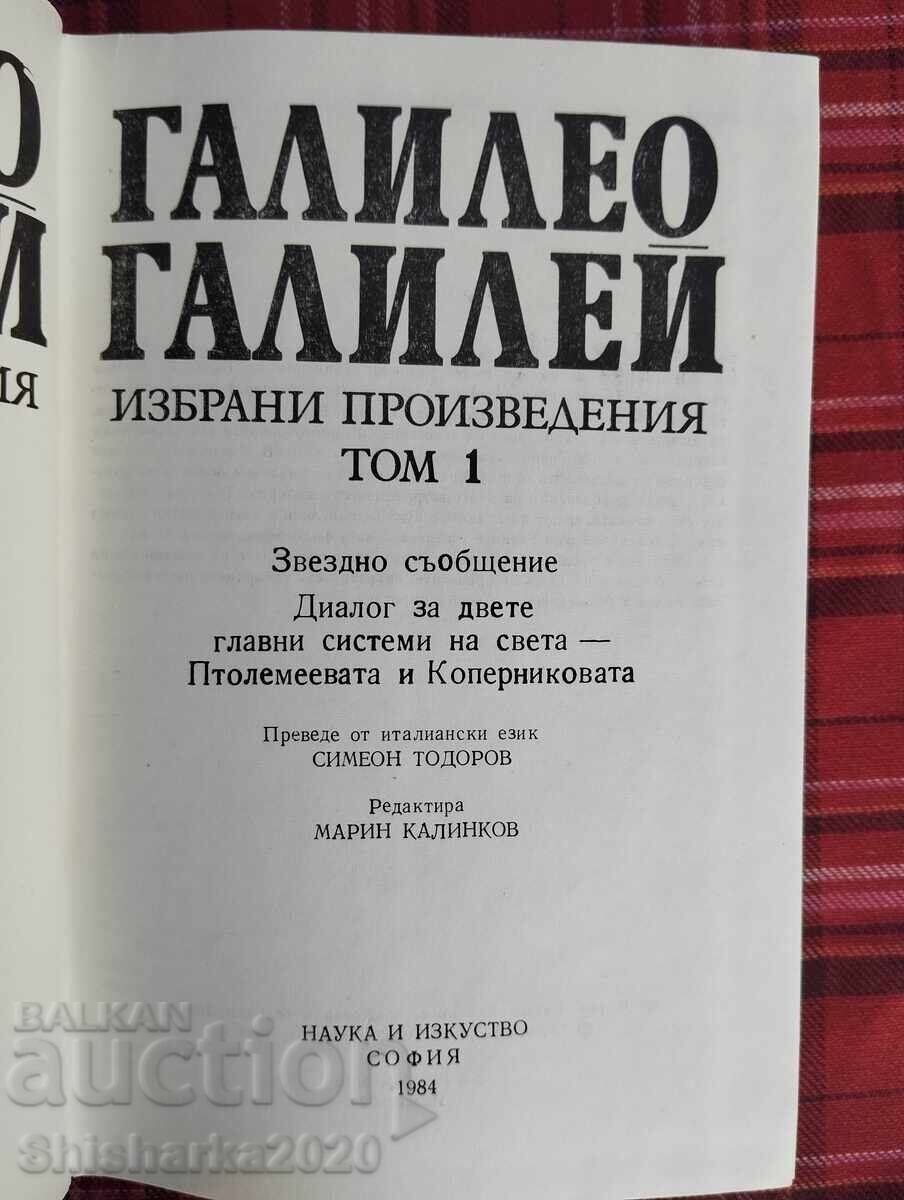 О
И
ИЯ
ГАЛИЛЕО
ГАЛИЛЕЙ
ИЗБРАНИ ПРОИЗВЕДЕНИЯ
ТОМ 1
Звездно съобщение
Диалог за двете
главни системи на света —
Птолемеевата и Коперниковата
Преведе от италиански език
СИМЕОН ТОДОРОВ
Редактира
МАРИН КАЛИНКОВ
НАУКА И ИЗКУСТВО
СОФИЯ
1984
BALKAN
auction
Shisharka2020